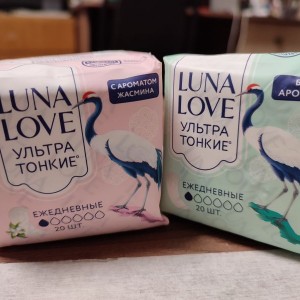 LUNA
LOVE
УЛЬТРА
ТОНКИЕ®
С АРОМАТОМ
ЖАСМИНА
ЕЖЕДНЕВНЫЕ
20 ШТ.
LUNA
LOVE
УЛЬТРА
ТОНКИЕ®
ЕЖЕДНЕВНЫЕ
20 ШТ.